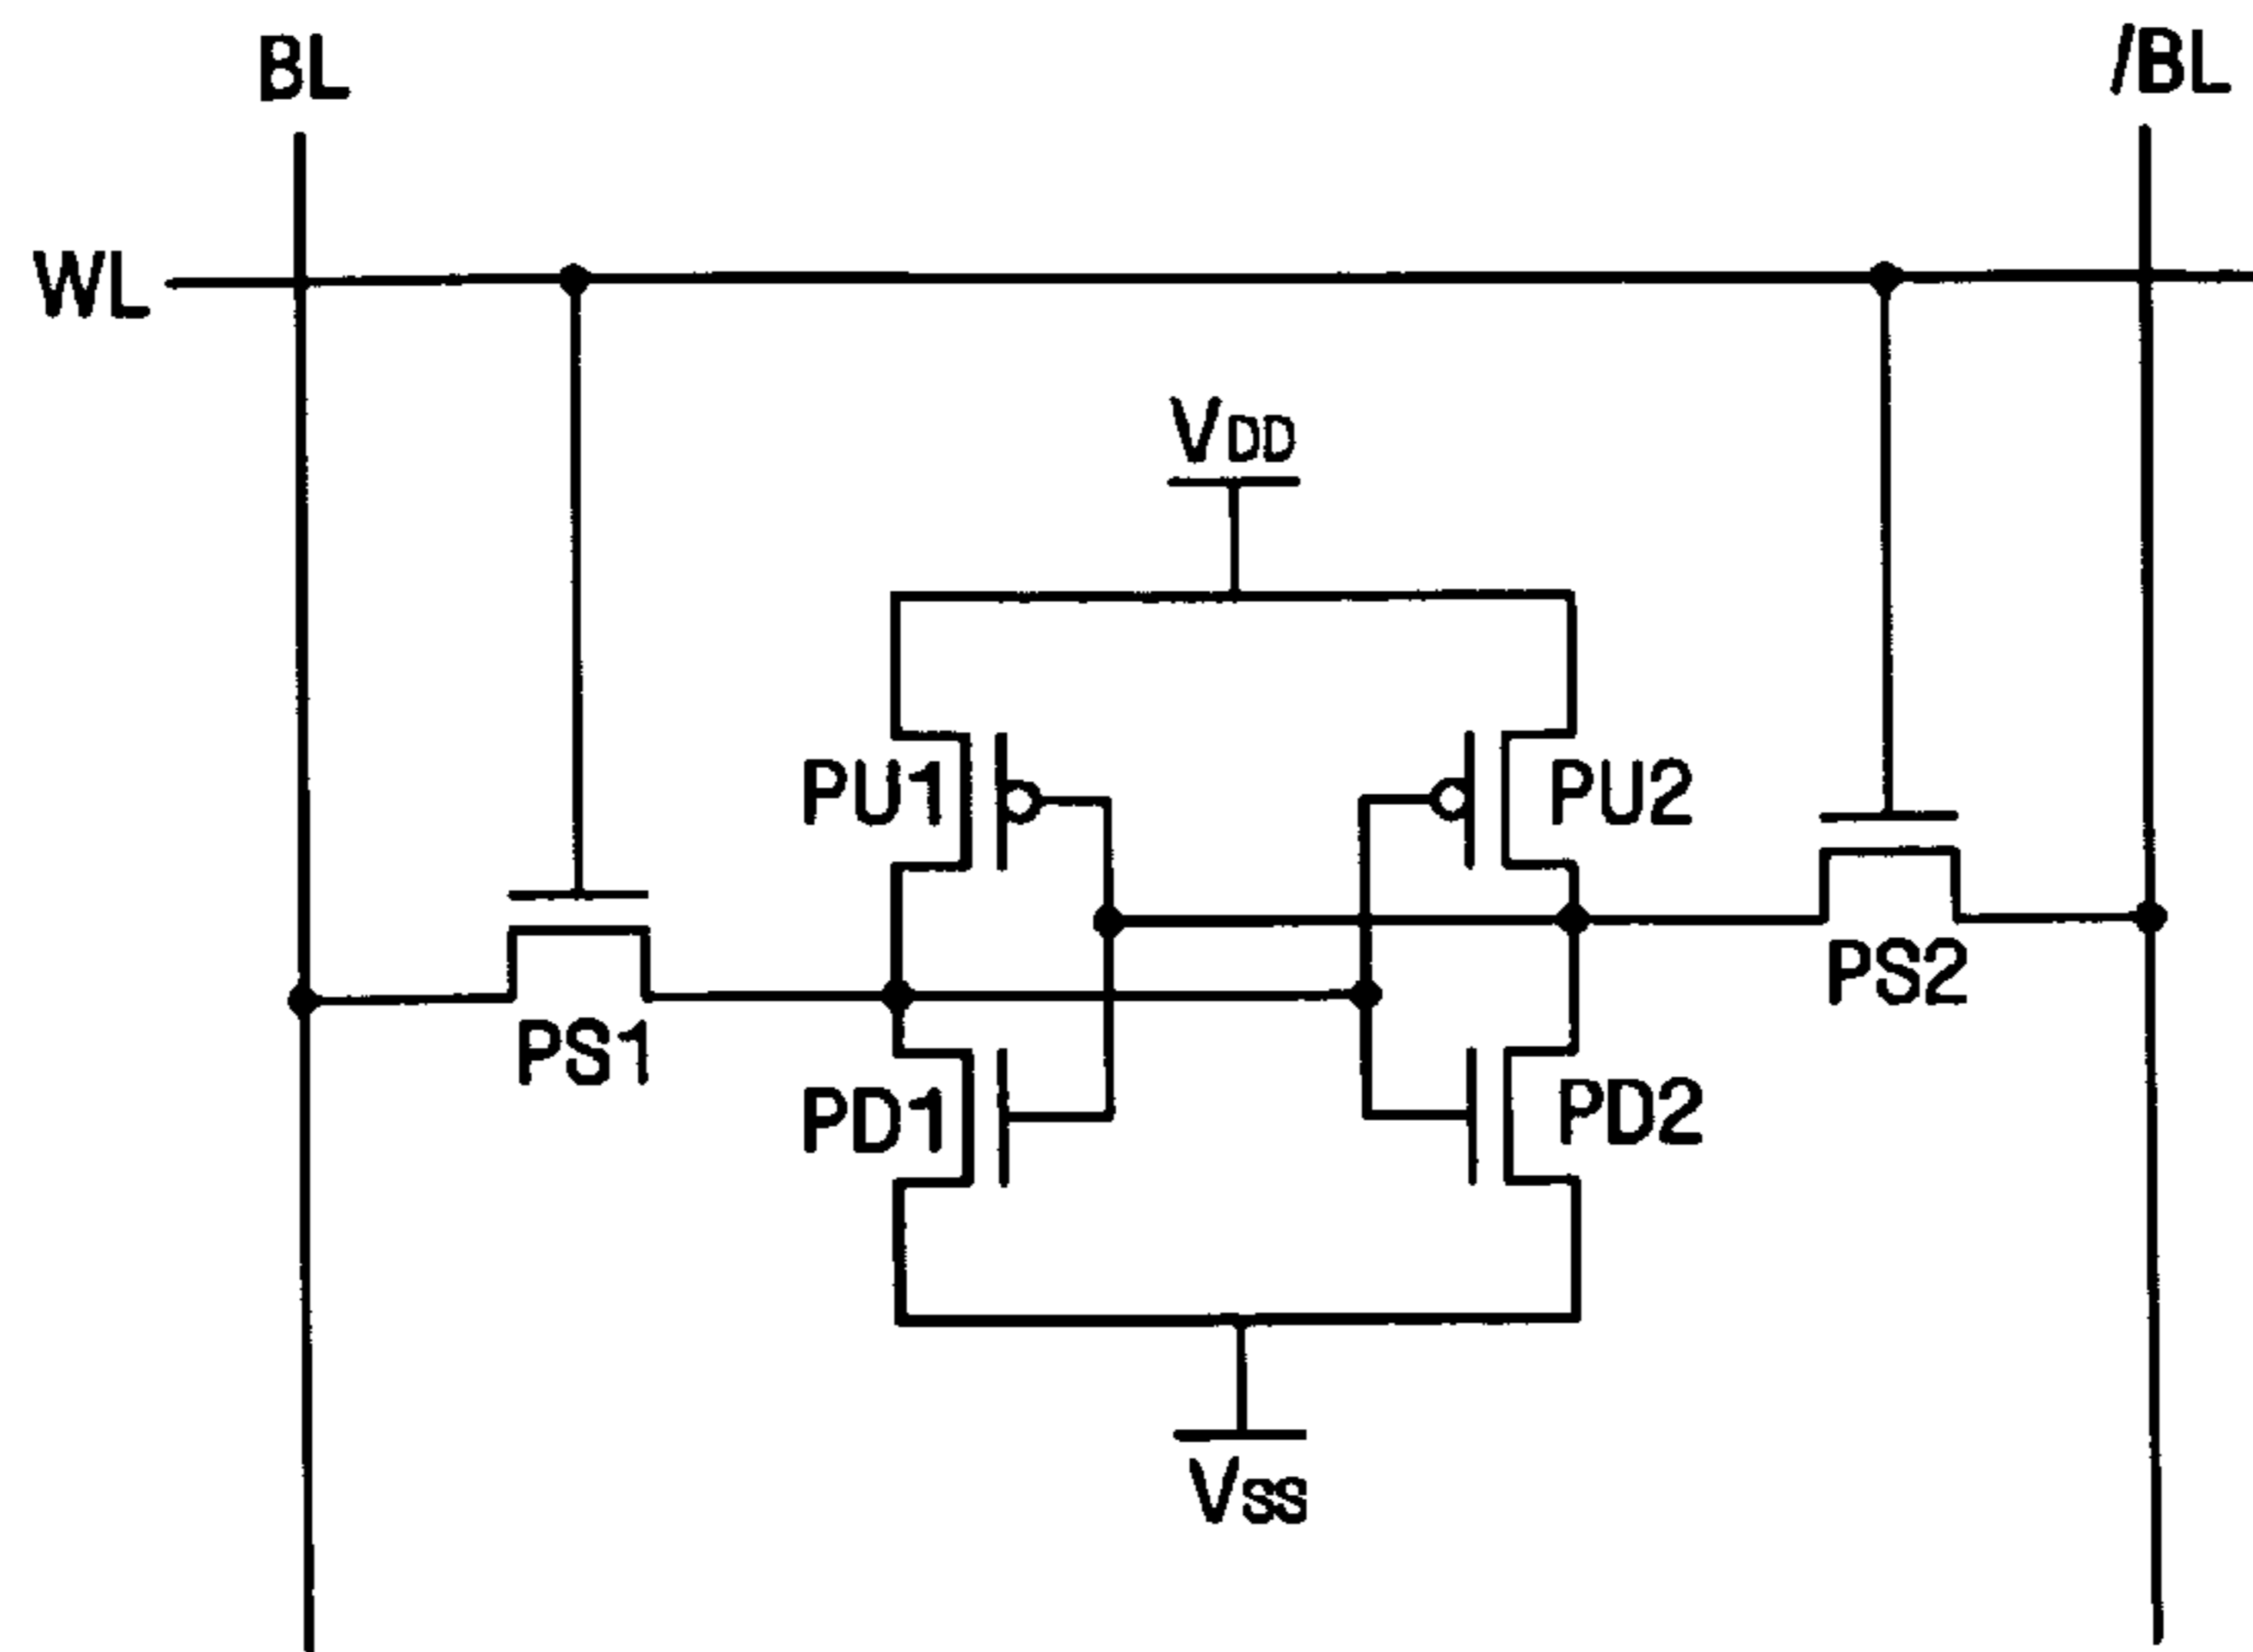 BL
/BL
WL
VDD
PU1
PU2
PS2
PS1
PD1
PD2
VSS